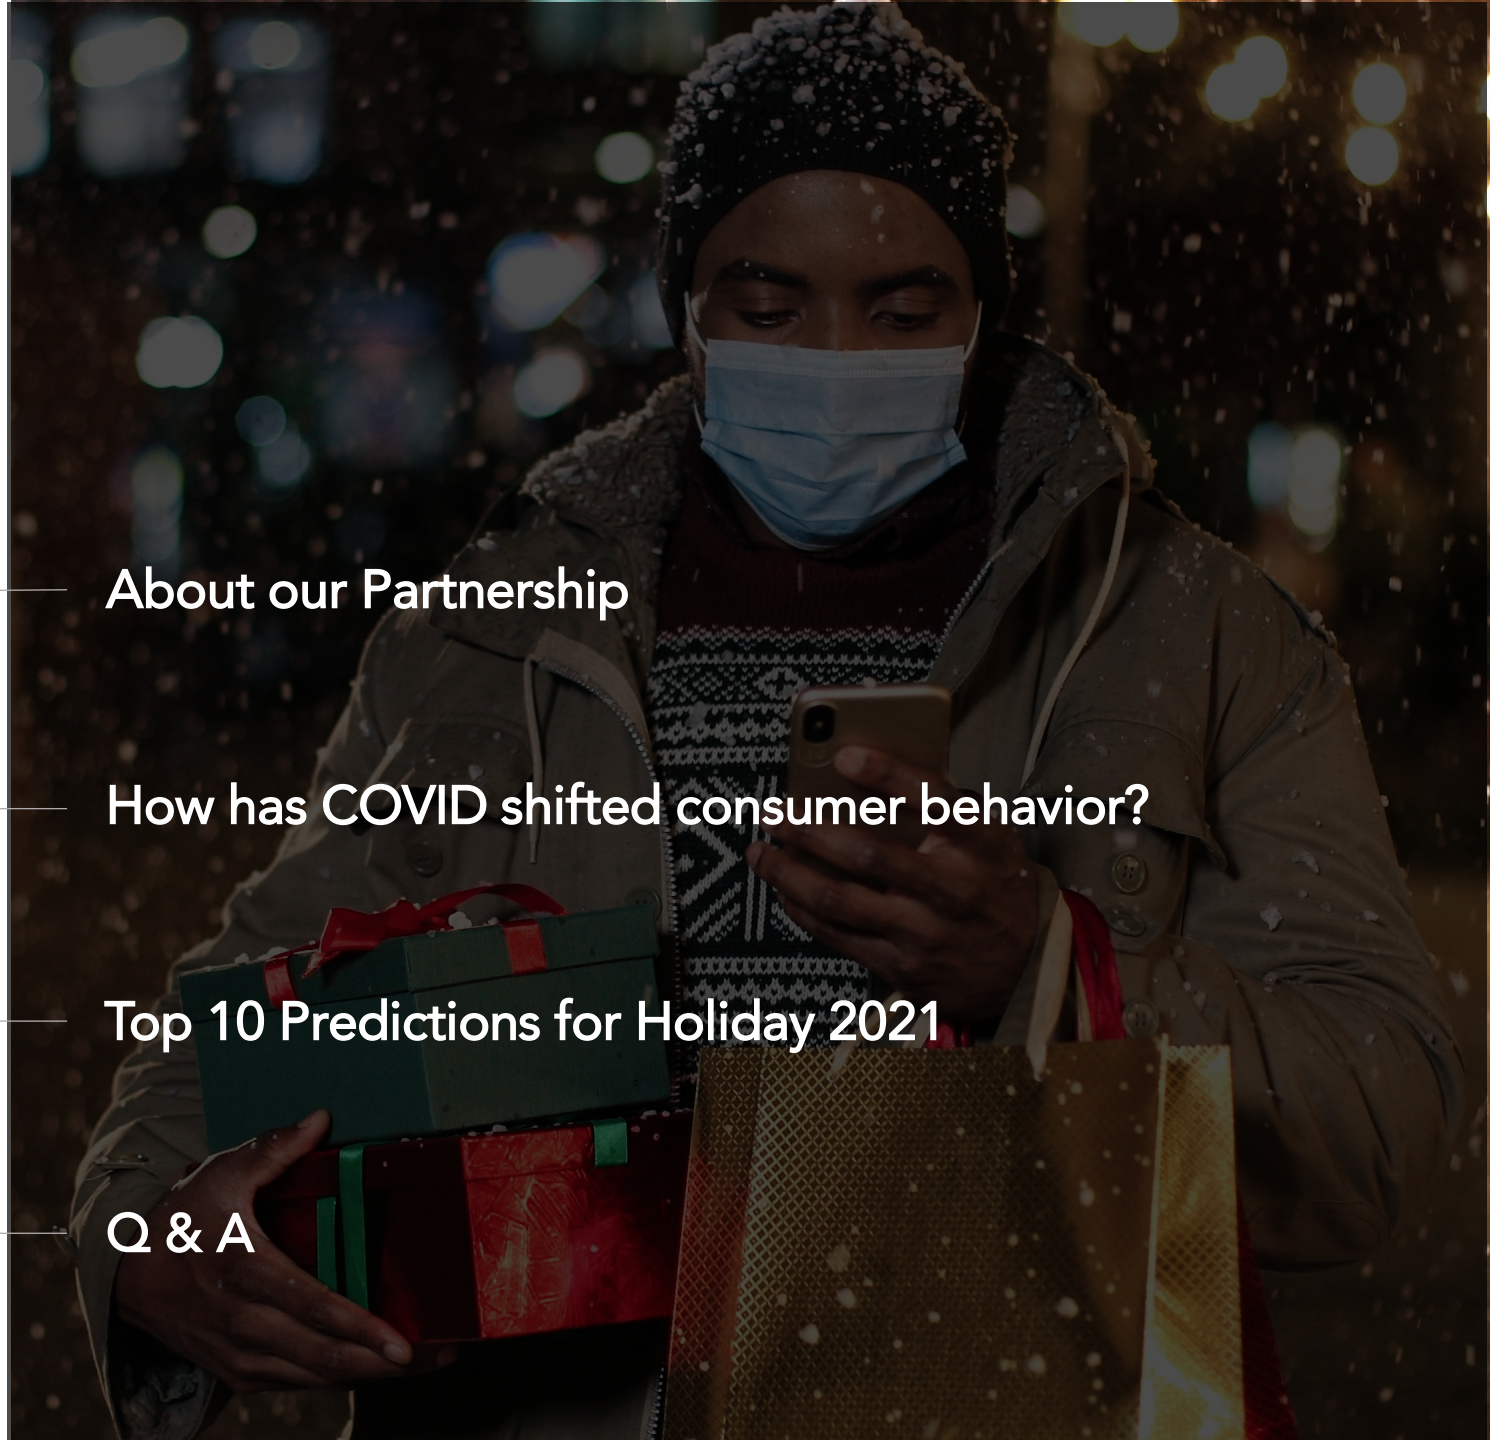 About our Partnership
How has COVID shifted consumer behavior?
Top 10 Predictions for Holiday 2021
Q & A